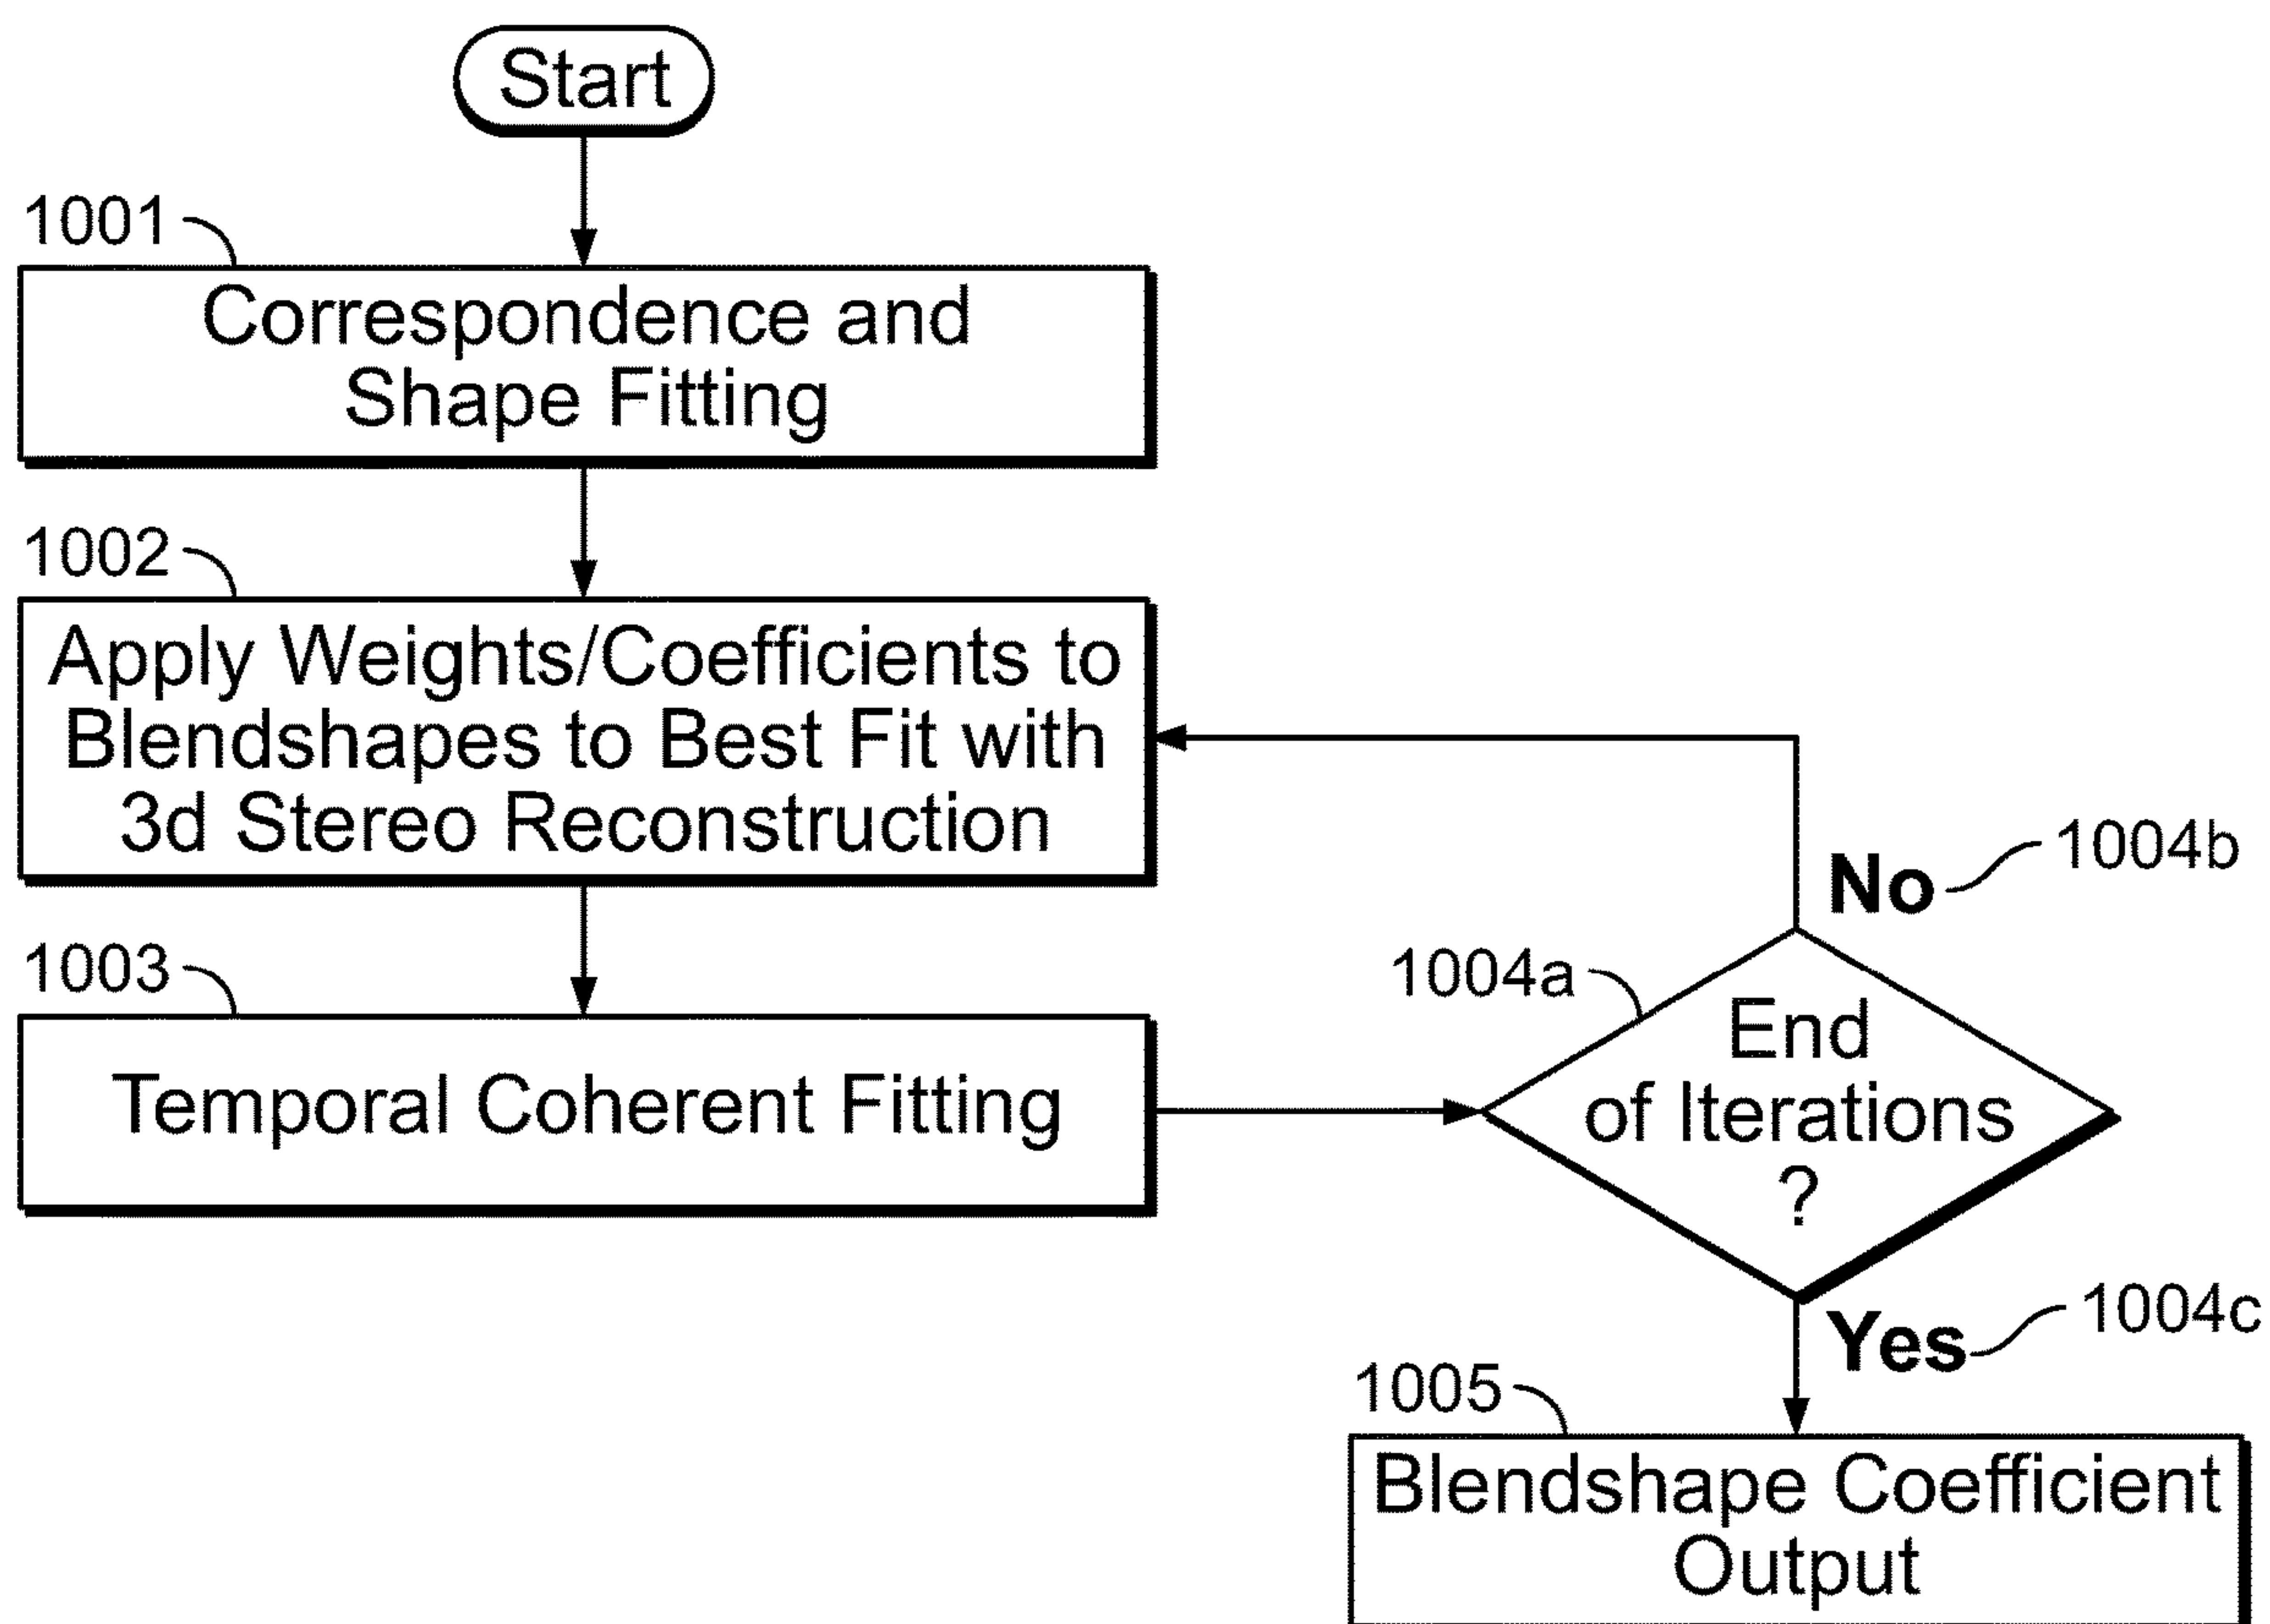 Start
1001
Correspondence and
Shape Fitting
1002
Apply Weights/Coefficients to
Blendshapes to Best Fit with
3d Stereo Reconstruction
1003
Temporal Coherent Fitting
1004a
End
of Iterations
?
No
1004b
Yes
1004c
1005
Blendshape Coefficient
Output